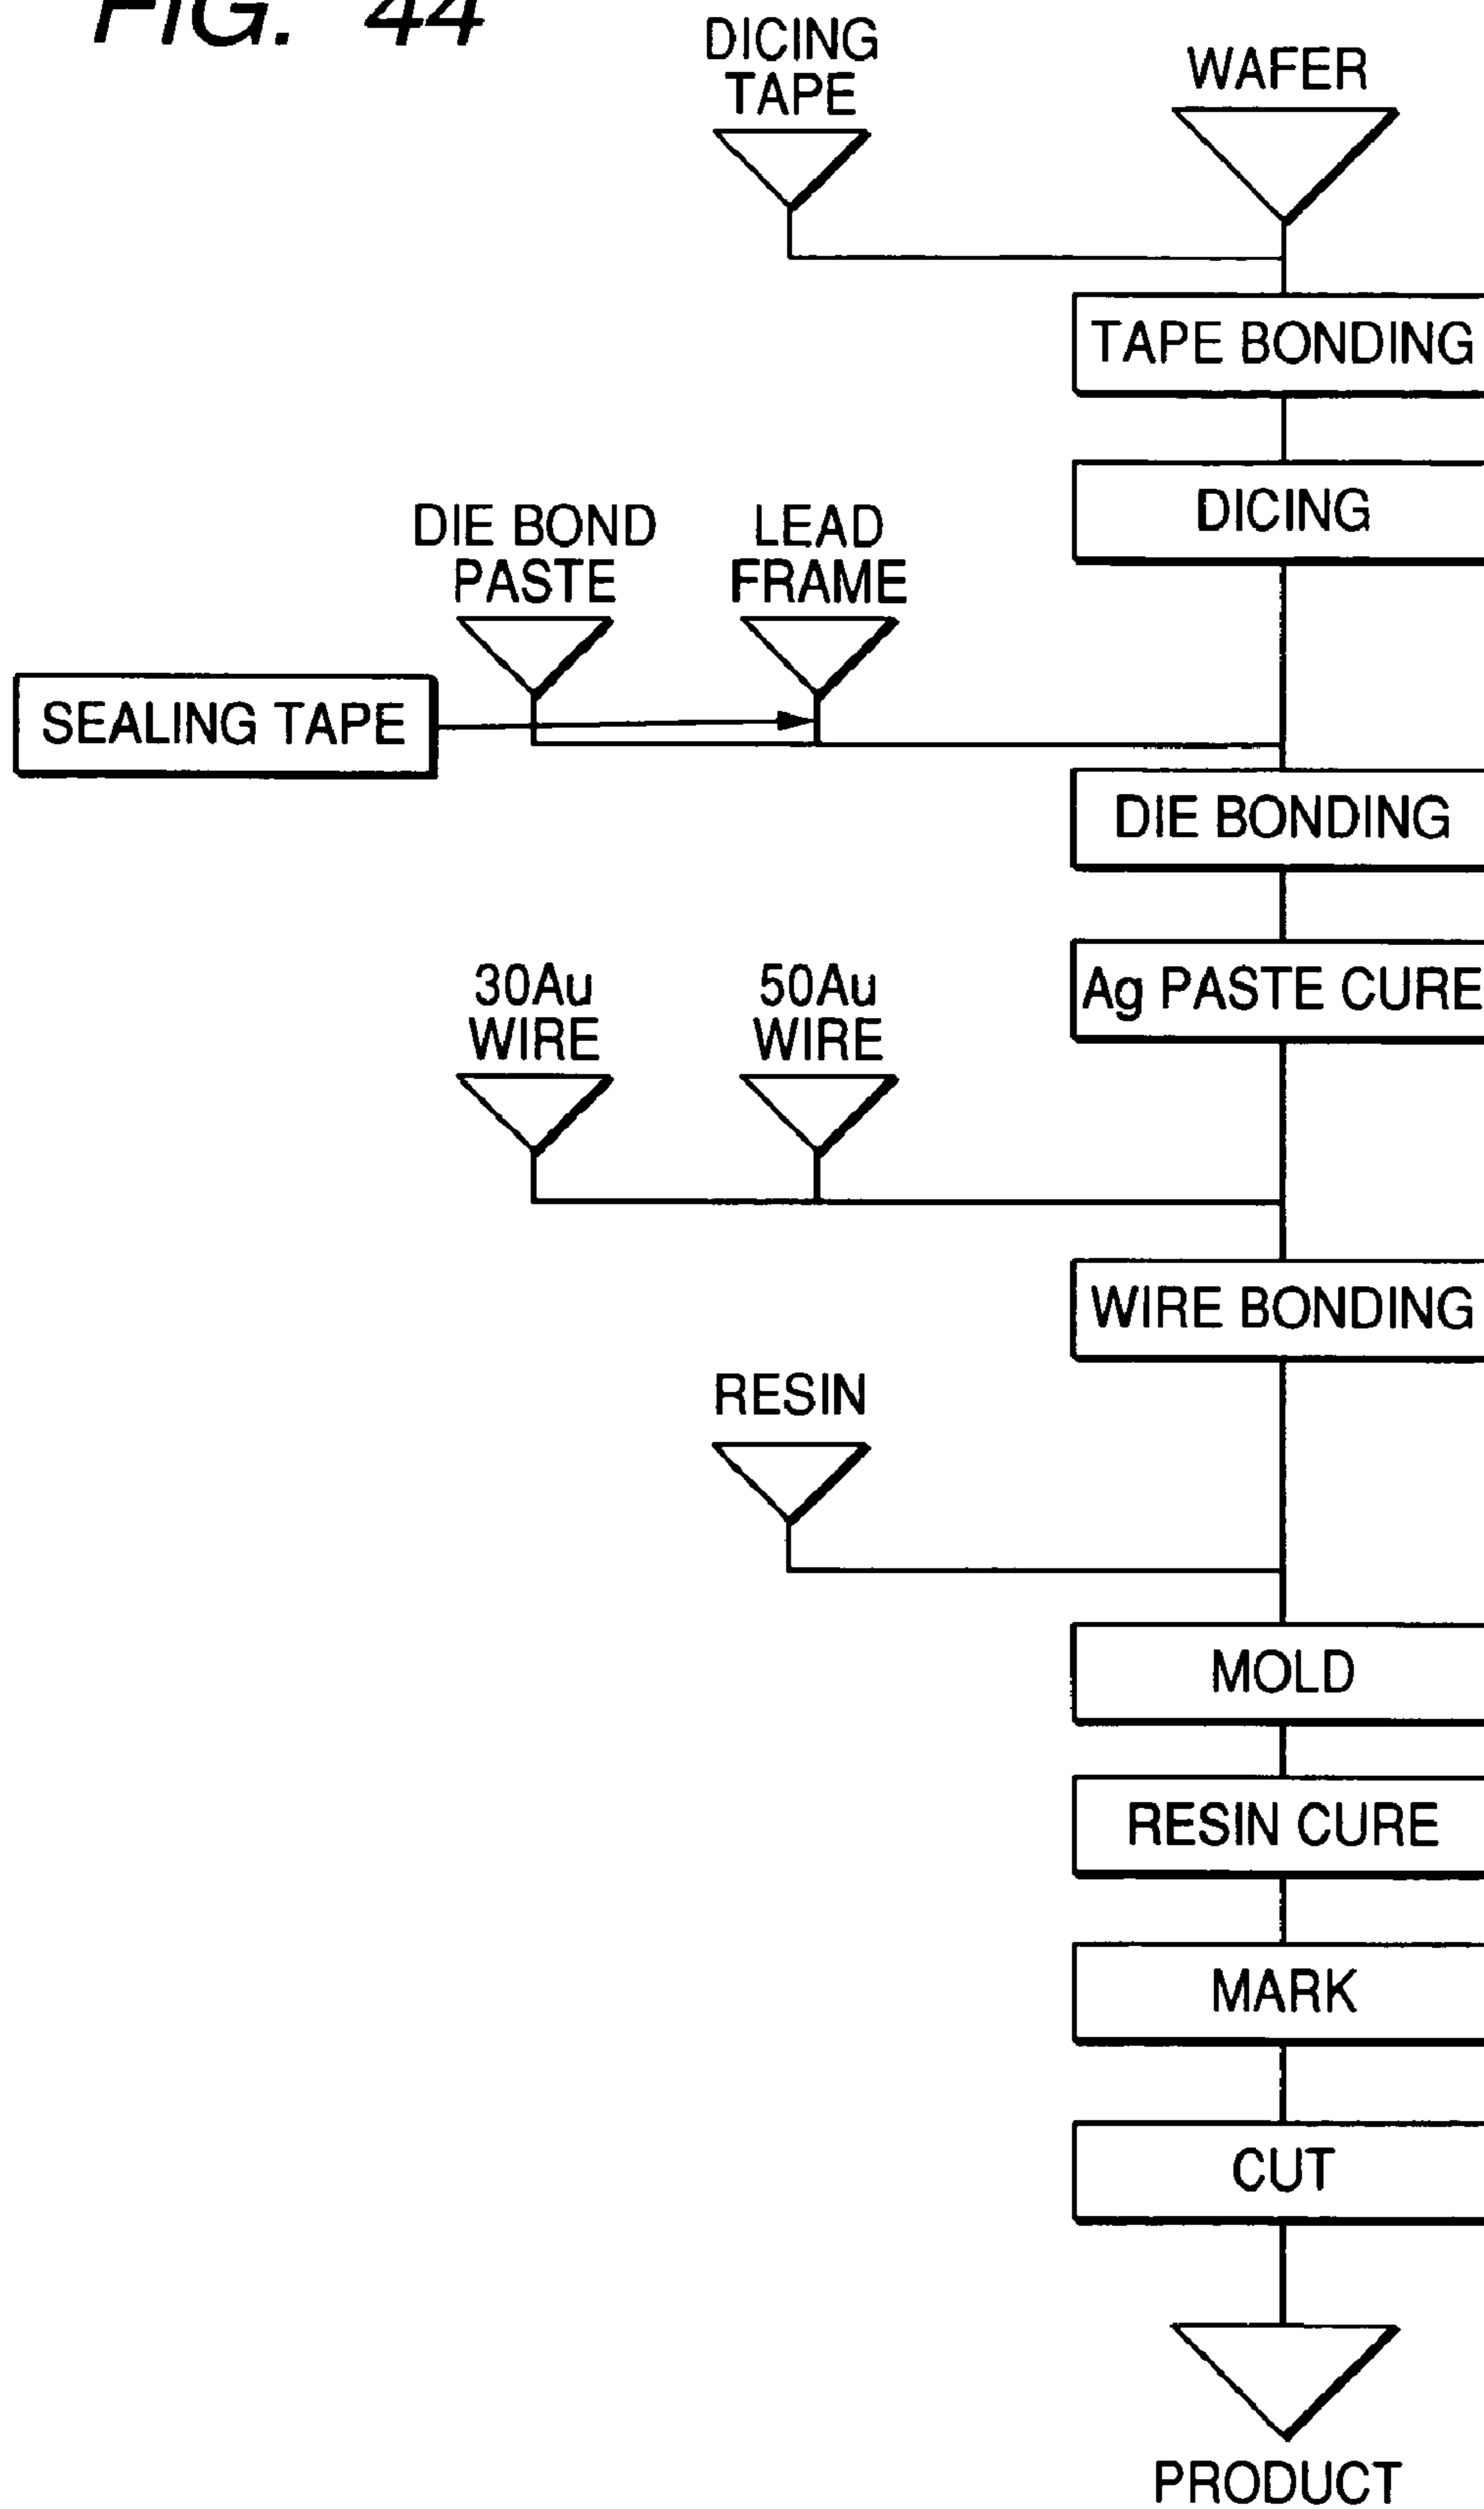 FIG. 44
DICING
TAPE
WAFER
TAPE BONDING
DICING
DIE BOND
PASTE
LEAD
FRAME
SEALING TAPE
DIE BONDING
Ag PASTE CURE
30Au
WIRE
50Au
WIRE
WIRE BONDING
RESIN
MOLD
RESIN CURE
MARK
CUT
PRODUCT